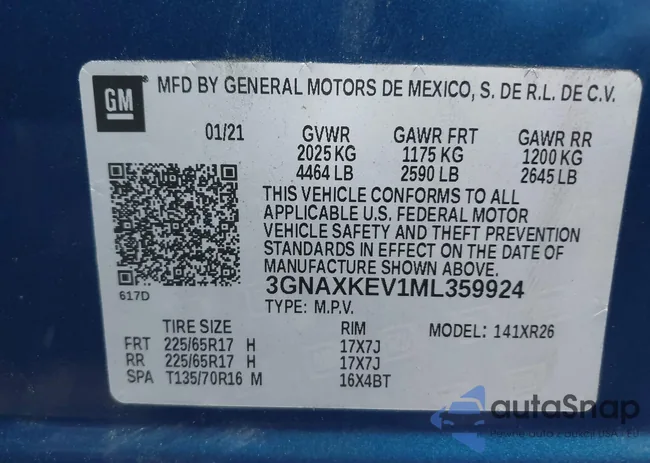 GM
MFD BY GENERAL MOTORS DE MEXICO, S. DE R.L. DE C.V.
01/21 GVWR GAWR FRT GAWR RR
2025 KG 1175 KG 1200 KG
4464 LB 2590 LB 2645 LB
THIS VEHICLE CONFORMS TO ALL
APPLICABLE U.S. FEDERAL MOTOR
VEHICLE SAFETY AND THEFT PREVENTION
STANDARDS IN EFFECT ON THE DATE OF
MANUFACTURE SHOWN ABOVE.
3GNAXKEV1ML359924
617D
TYPE: M.P.V.
TIRE SIZE RIM MODEL: 141XR26
FRT 225/65R17 H 17X7J
RR 225/65R17 H 17X7J
SPA T135/70R16 M 16X4BT
autaSnap